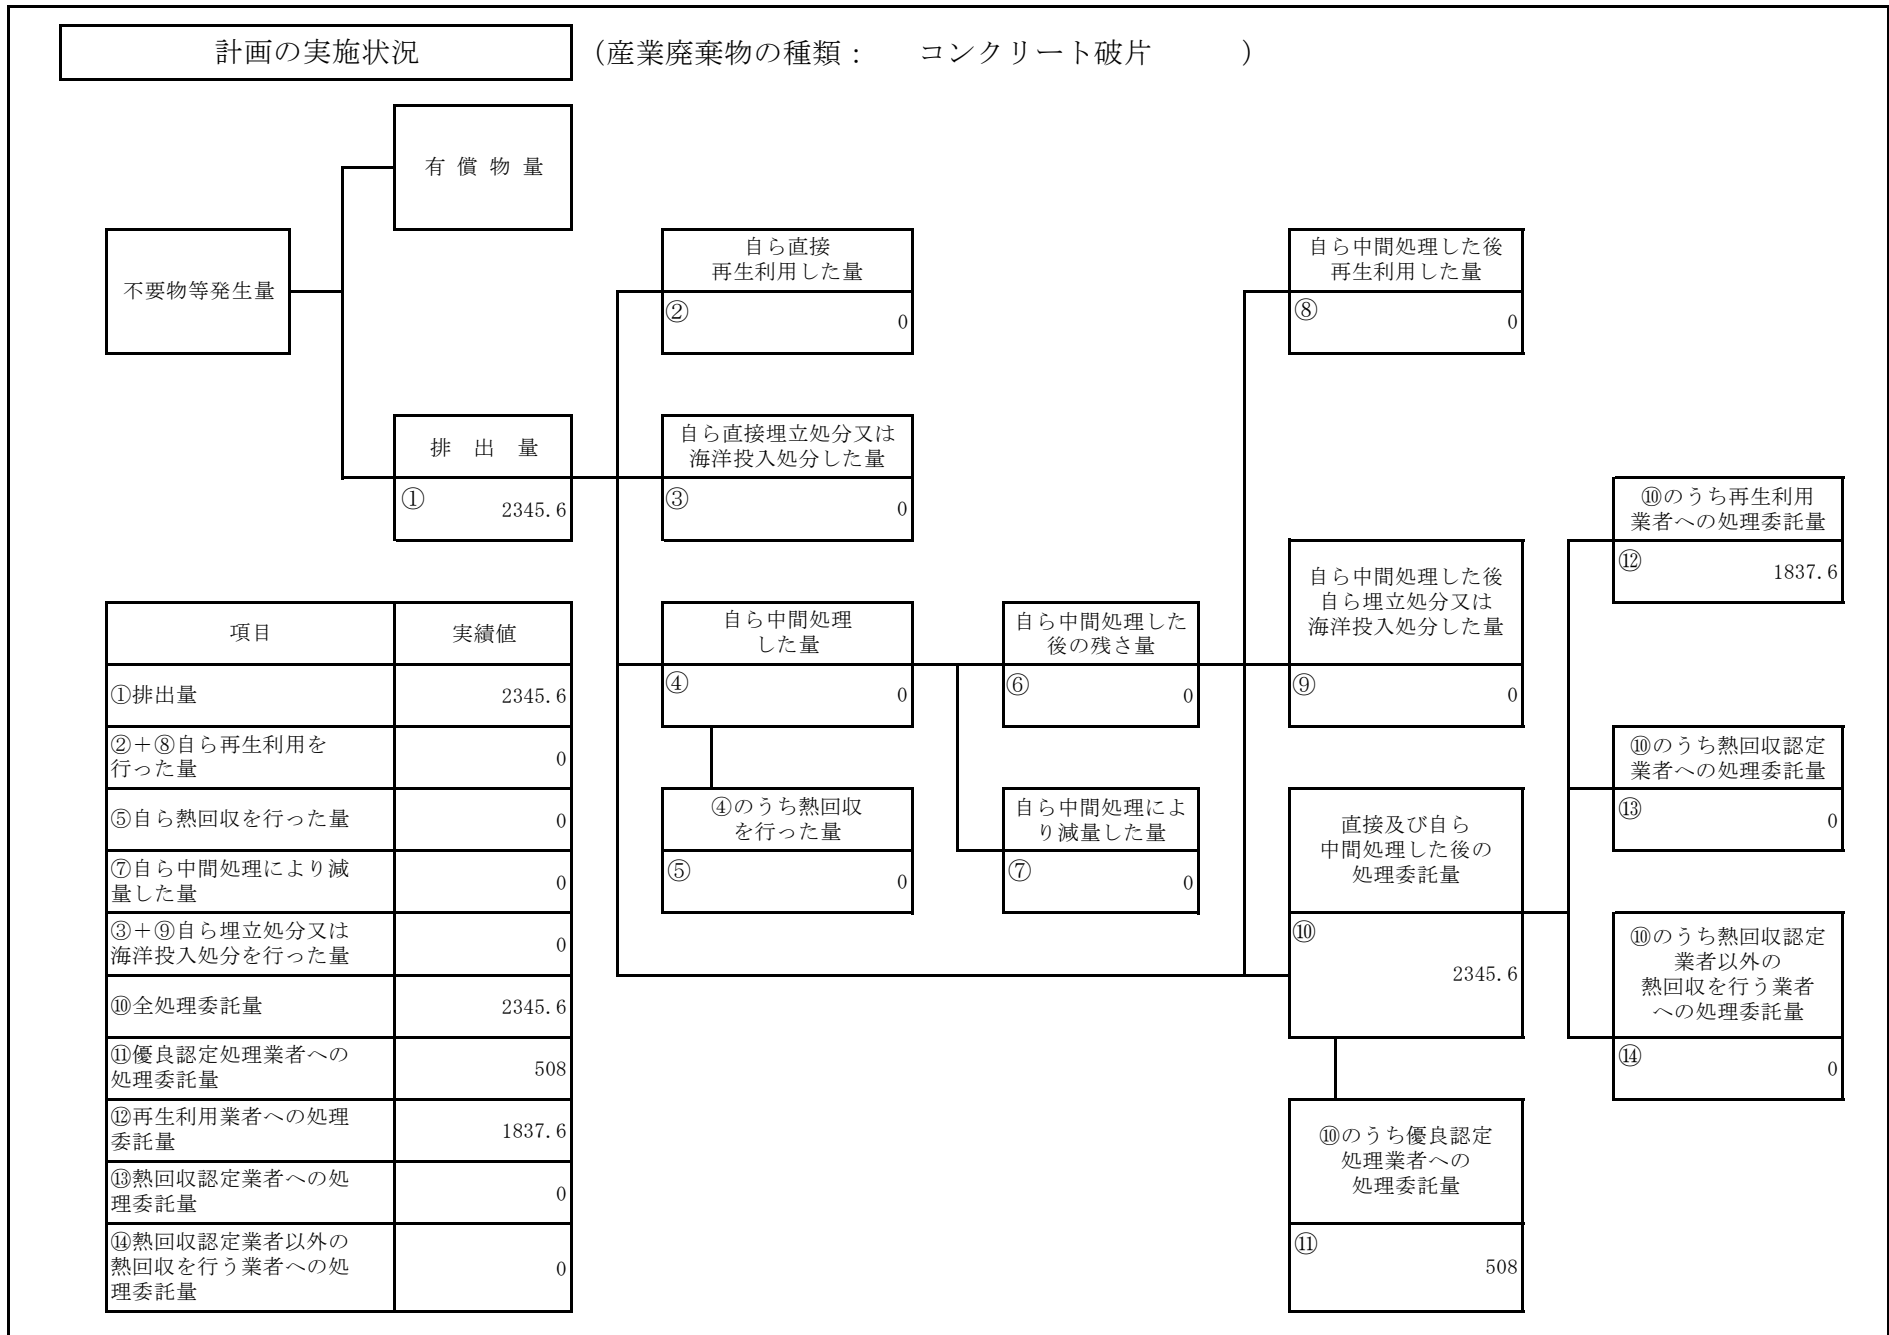 計画の実施状況
（産業廃棄物の種類： コンクリート破片 ）
有 償 物 量
不要物等発生量
自ら直接
再生利用した量
②
0
自ら中間処理した後
再生利用した量
⑧
0
排 出 量
①
2345.6
自ら直接埋立処分又は
海洋投入処分した量
③
0
⑩のうち再生利用
業者への処理委託量
⑫
1837.6
自ら中間処理した後
自ら埋立処分又は
海洋投入処分した量
⑨
0
自ら中間処理
した量
④
0
自ら中間処理した
後の残さ量
⑥
0
⑩のうち熱回収認定
業者への処理委託量
⑬
0
④のうち熱回収
を行った量
⑤
0
自ら中間処理によ
り減量した量
⑦
0
直接及び自ら
中間処理した後の
処理委託量
⑩
2345.6
⑩のうち熱回収認定
業者以外の
熱回収を行う業者
への処理委託量
⑭
0
⑩のうち優良認定
処理業者への
処理委託量
⑪
508
項目 実績値
①排出量 2345.6
②＋⑧自ら再生利用を
行った量 0
⑤自ら熱回収を行った量 0
⑦自ら中間処理により減
量した量 0
③＋⑨自ら埋立処分又は
海洋投入処分を行った量 0
⑩全処理委託量 2345.6
⑪優良認定処理業者への
処理委託量 508
⑫再生利用業者への処理
委託量 1837.6
⑬熱回収認定業者への処
理委託量 0
⑭熱回収認定業者以外の
熱回収を行う業者への処
理委託量 0